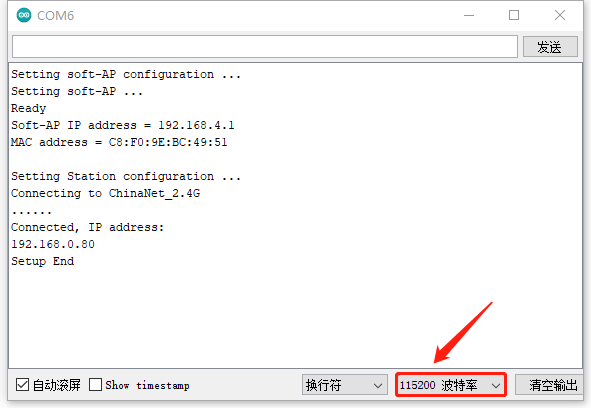 COM6
发送
Setting soft-AP configuration ...
Setting soft-AP ...
Ready
Soft-AP IP address = 192.168.4.1
MAC address = C8:F0:9E:BC:49:51
Setting Station configuration ...
Connecting to ChinaNet_2.4G
......
Connected, IP address:
192.168.0.80
Setup End
自动滚屏 Show timestamp 换行符 115200 波特率 清空输出